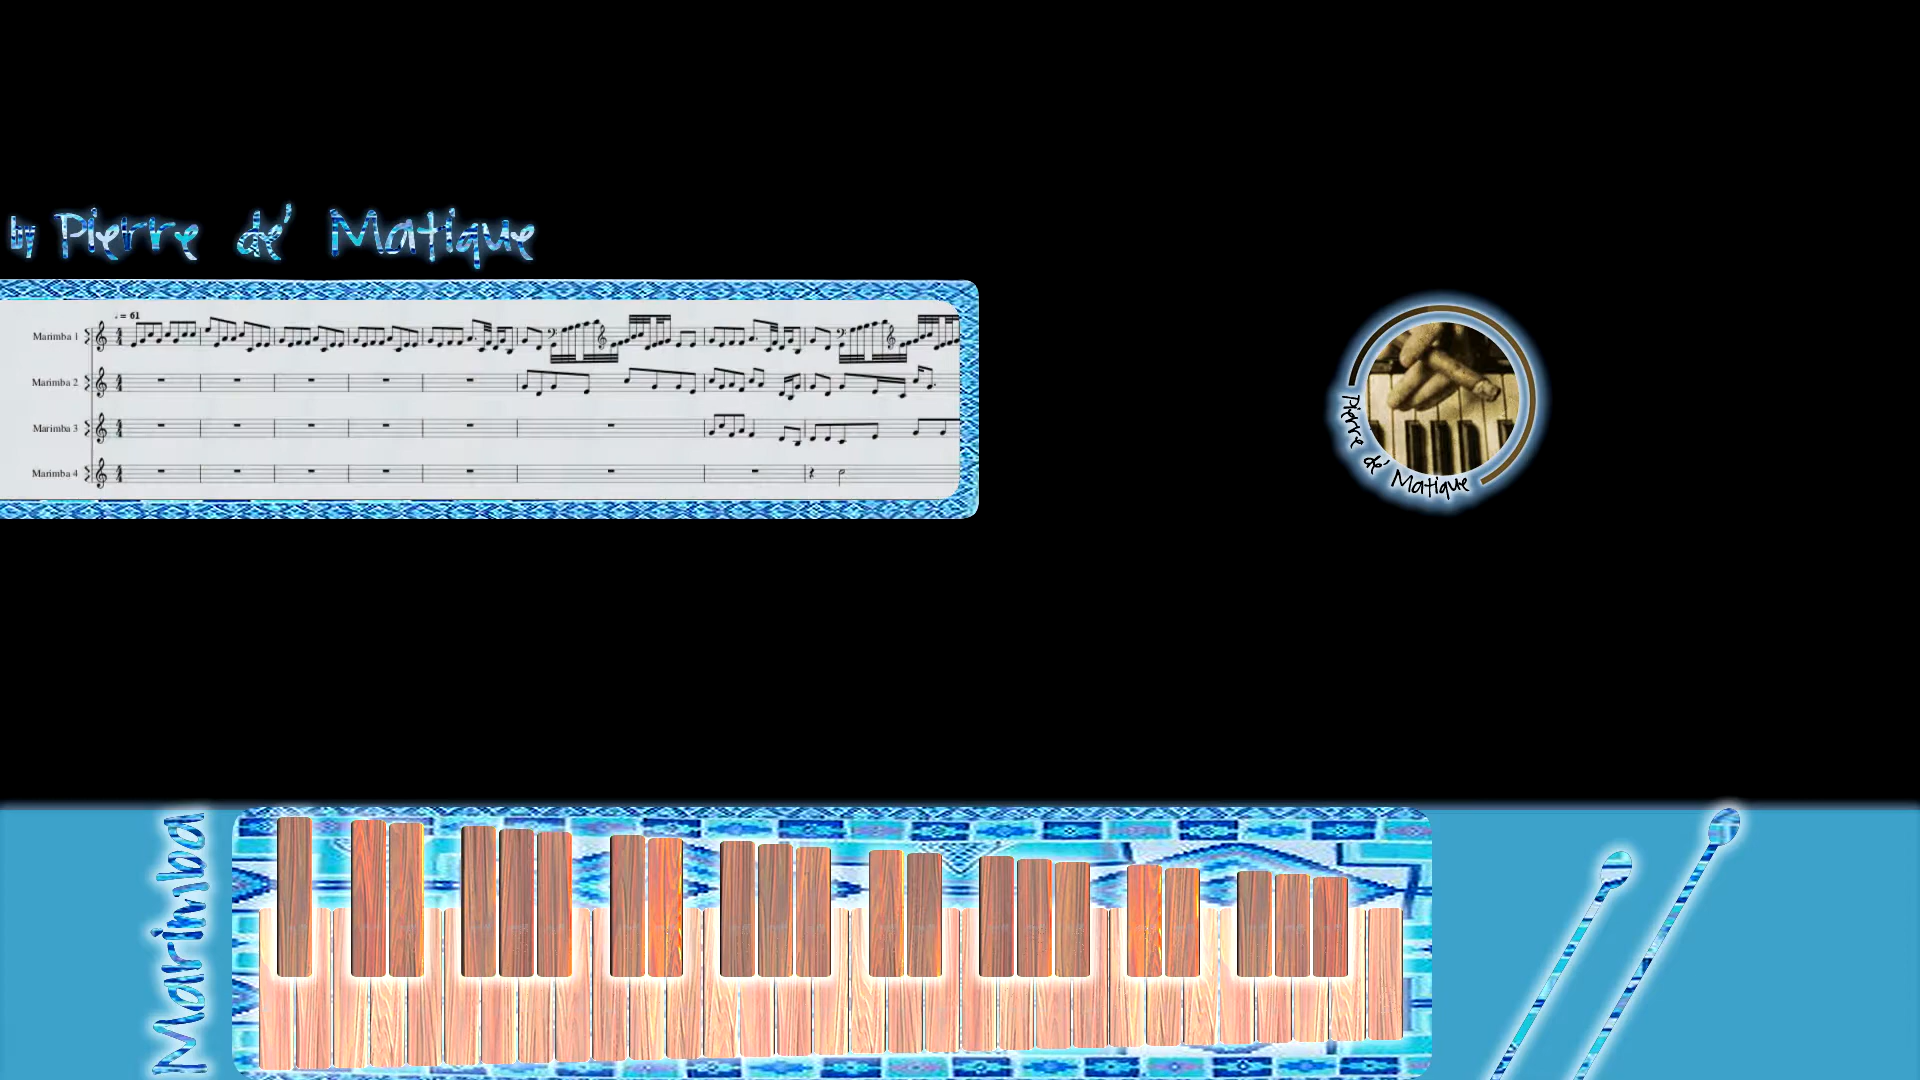 by Pierre de' Matique
♩ = 61
Marimba 1
Marimba 2
Marimba 3
Marimba 4
Pierre de' Matique
Marimba